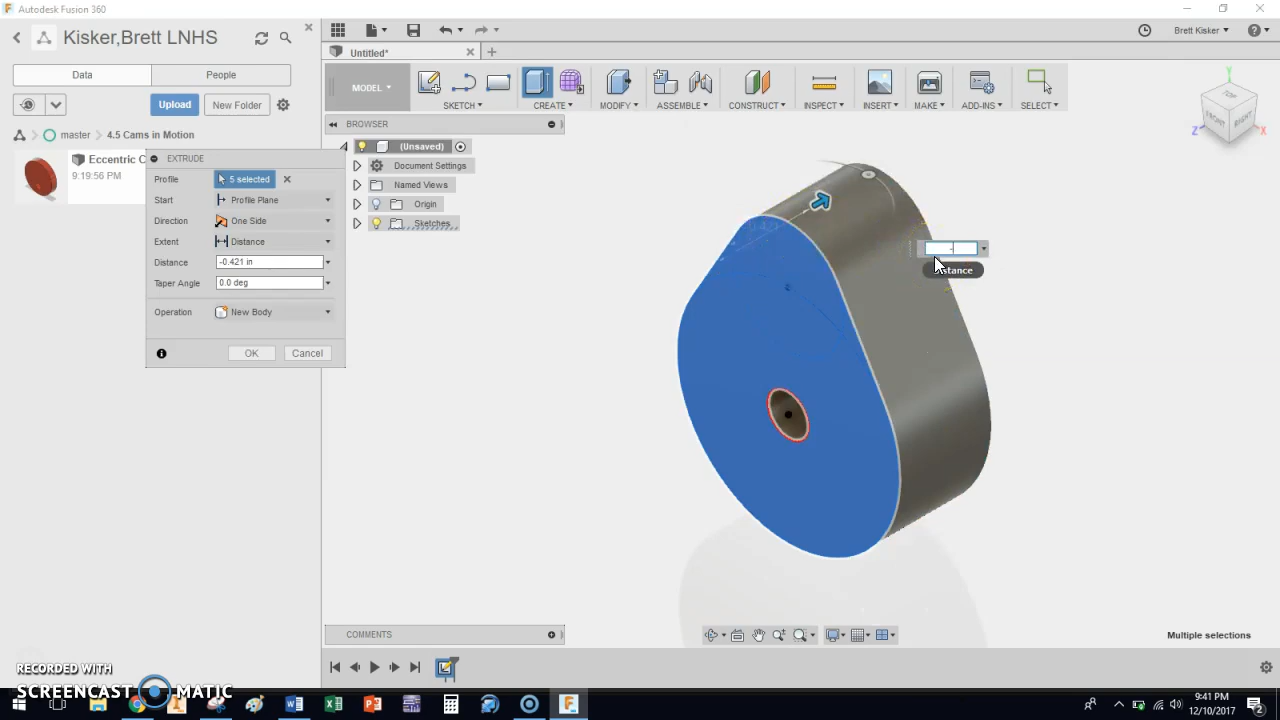 Autodesk Fusion 360
Kisker,Brett LNHS
Data
People
Upload
New Folder
master
4.5 Cams in Motion
Eccentric C
9:19:56 PM
Untitled*
Brett Kisker
MODEL
SKETCH
CREATE
MODIFY
ASSEMBLE
CONSTRUCT
INSPECT
INSERT
MAKE
ADD-INS
SELECT
BROWSER
(Unsaved)
Document Settings
Named Views
Origin
Sketches
EXTRUDE
Profile
5 selected
Start
Profile Plane
Direction
One Side
Extent
Distance
Distance
-0.421 in
Taper Angle
0.0 deg
Operation
New Body
OK
Cancel
TOP
FRONT
RIGHT
Y
Z
X
-
stance
COMMENTS
Multiple selections
RECORDED WITH
SCREENCAST MATIC
9:41 PM
12/10/2017